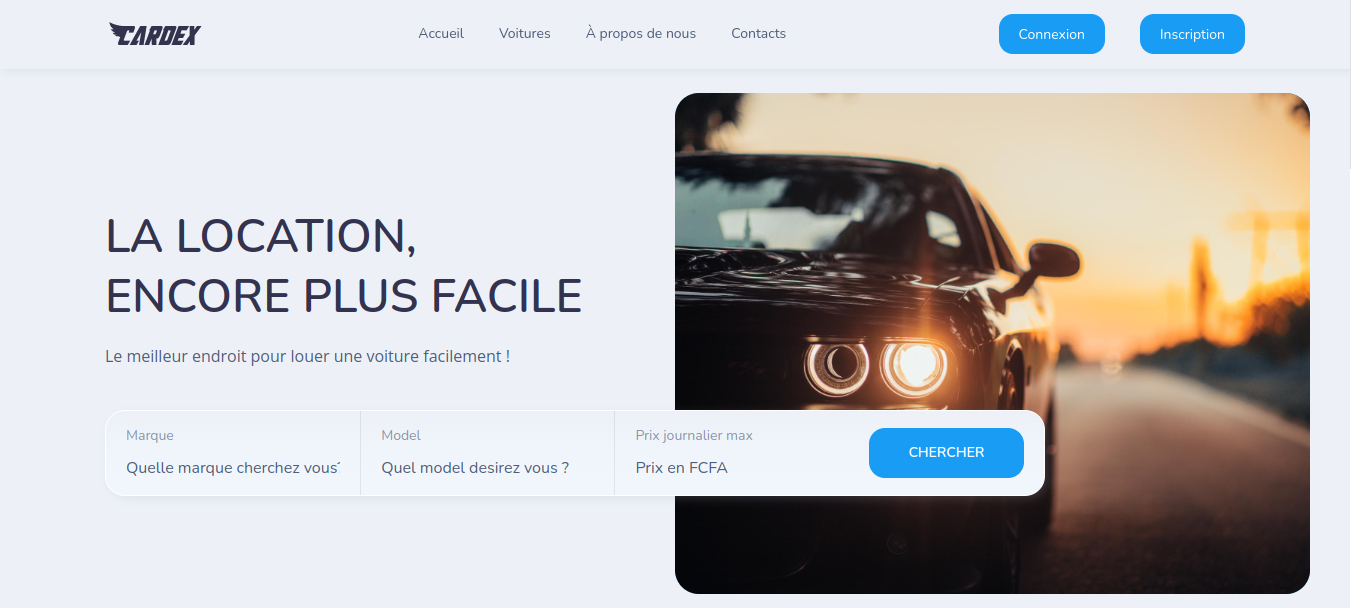 CARDEX
Accueil Voitures À propos de nous Contacts Connexion Inscription
LA LOCATION,
ENCORE PLUS FACILE
Le meilleur endroit pour louer une voiture facilement !
Marque Model Prix journalier max
Quelle marque cherchez vous Quel model desirez vous ? Prix en FCFA
CHERCHER